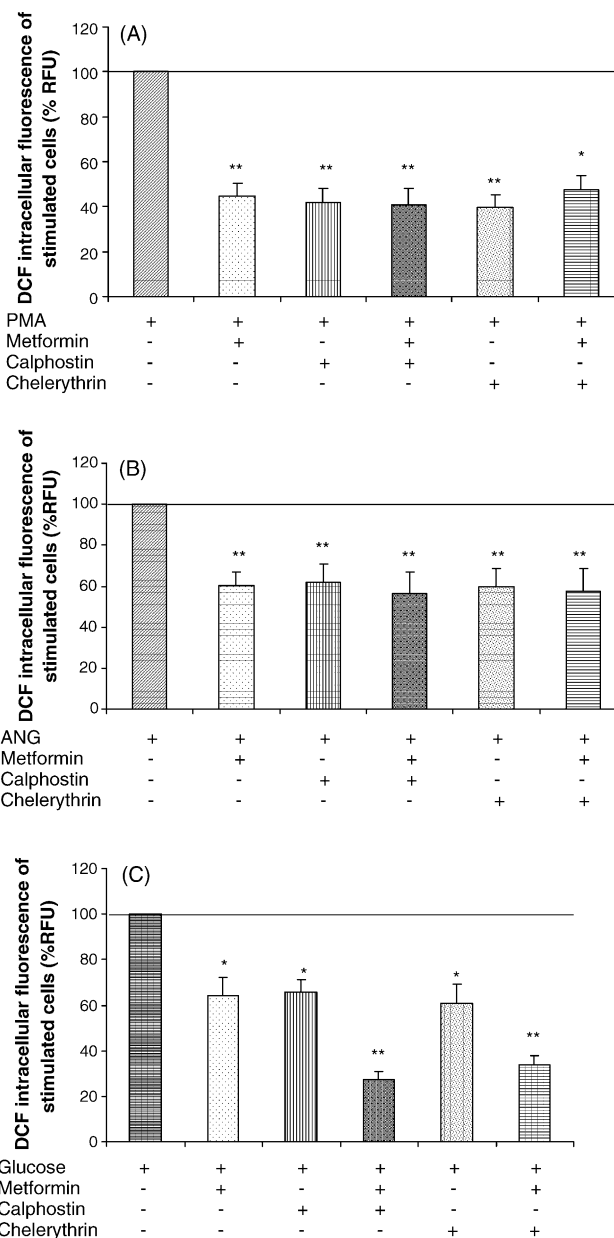 (A)
DCF intracellular fluorescence of
stimulated cells (% RFU)
120
100
80
60
40
20
0
** ** ** ** *
PMA + + + + + +
Metformin - + - + - +
Calphostin - - + + - -
Chelerythrin - - - - + +
(B)
DCF intracellular fluorescence of
stimulated cells (%RFU)
120
100
80
60
40
20
0
** ** ** ** **
ANG + + + + + +
Metformin - + - + - +
Calphostin - - + + - -
Chelerythrin - - - - + +
(C)
DCF intracellular fluorescence of
stimulated cells (%RFU)
120
100
80
60
40
20
0
* * ** * **
Glucose + + + + + +
Metformin - + - + - +
Calphostin - - + + - -
Chelerythrin - - - - + +